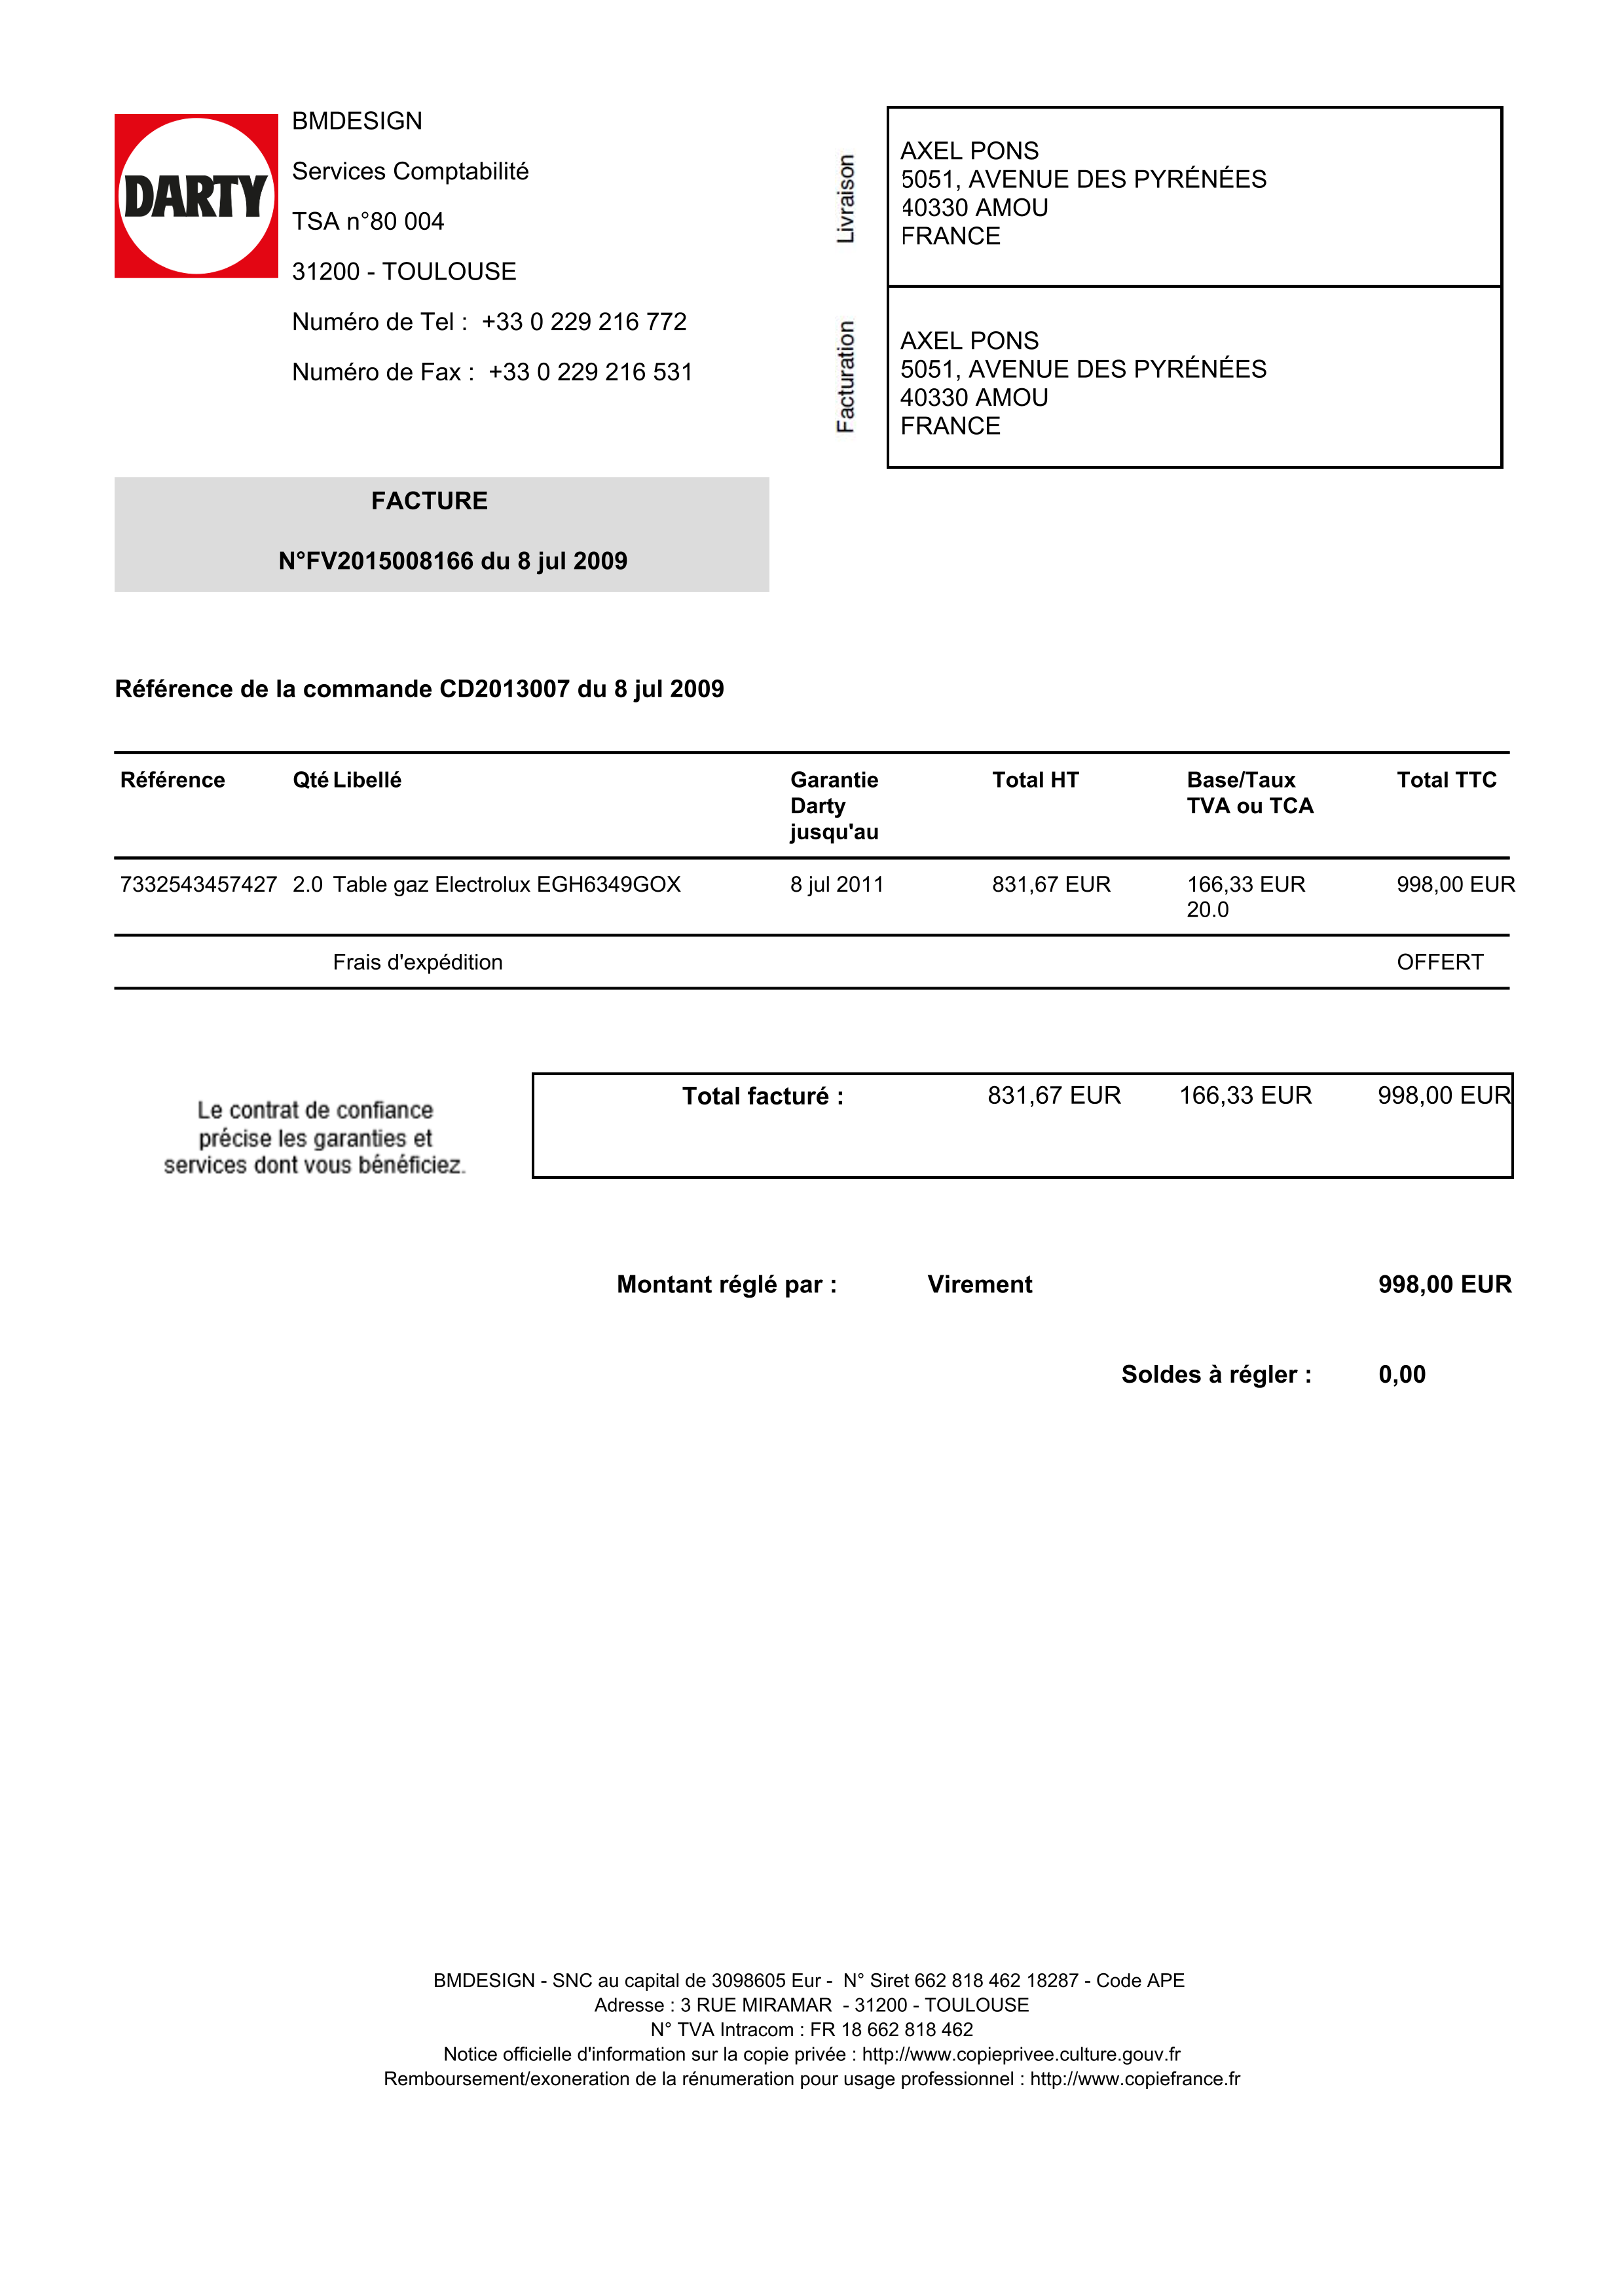 DARTY
BMDESIGN
Services Comptabilité
TSA n°80 004
31200 - TOULOUSE
Numéro de Tel : +33 0 229 216 772
Numéro de Fax : +33 0 229 216 531
Livraison
AXEL PONS
5051, AVENUE DES PYRÉNÉES
40330 AMOU
FRANCE
Facturation
AXEL PONS
5051, AVENUE DES PYRÉNÉES
40330 AMOU
FRANCE
FACTURE
N°FV2015008166 du 8 jul 2009
Référence de la commande CD2013007 du 8 jul 2009
Référence Qté Libellé Garantie Total HT Base/Taux Total TTC
Darty TVA ou TCA
jusqu'au
7332543457427 2.0 Table gaz Electrolux EGH6349GOX 8 jul 2011 831,67 EUR 166,33 EUR 998,00 EUR
20.0
Frais d'expédition OFFERT
Le contrat de confiance
précise les garanties et
services dont vous bénéficiez.
Total facturé : 831,67 EUR 166,33 EUR 998,00 EUR
Montant réglé par : Virement 998,00 EUR
Soldes à régler : 0,00
BMDESIGN - SNC au capital de 3098605 Eur - N° Siret 662 818 462 18287 - Code APE
Adresse : 3 RUE MIRAMAR - 31200 - TOULOUSE
N° TVA Intracom : FR 18 662 818 462
Notice officielle d'information sur la copie privée : http://www.copieprivee.culture.gouv.fr
Remboursement/exoneration de la rénumeration pour usage professionnel : http://www.copiefrance.fr